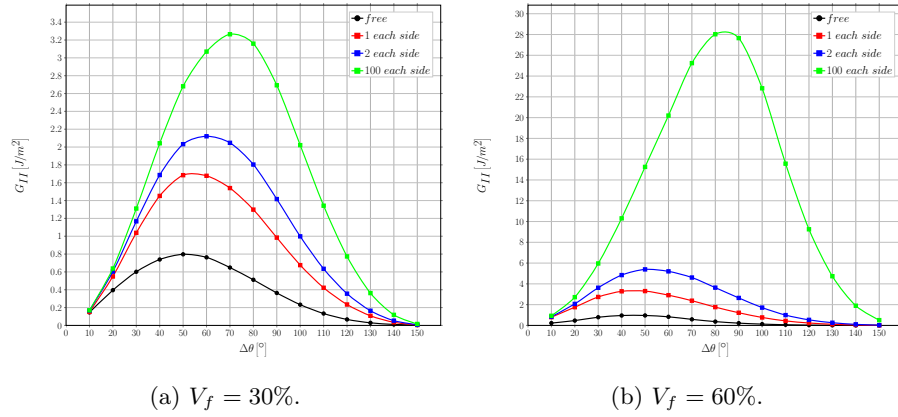 3.4
3.2
3
2.8
2.6
2.4
2.2
2
1.8
1.6
1.4
1.2
1
0.8
0.6
0.4
0.2
0
G_{II} [J/m^2]
0 10 20 30 40 50 60 70 80 90 100 110 120 130 140 150
Δθ [°]
free
1 each side
2 each side
100 each side
(a) V_f = 30%.
30
28
26
24
22
20
18
16
14
12
10
8
6
4
2
0
G_{II} [J/m^2]
0 10 20 30 40 50 60 70 80 90 100 110 120 130 140 150
Δθ [°]
free
1 each side
2 each side
100 each side
(b) V_f = 60%.